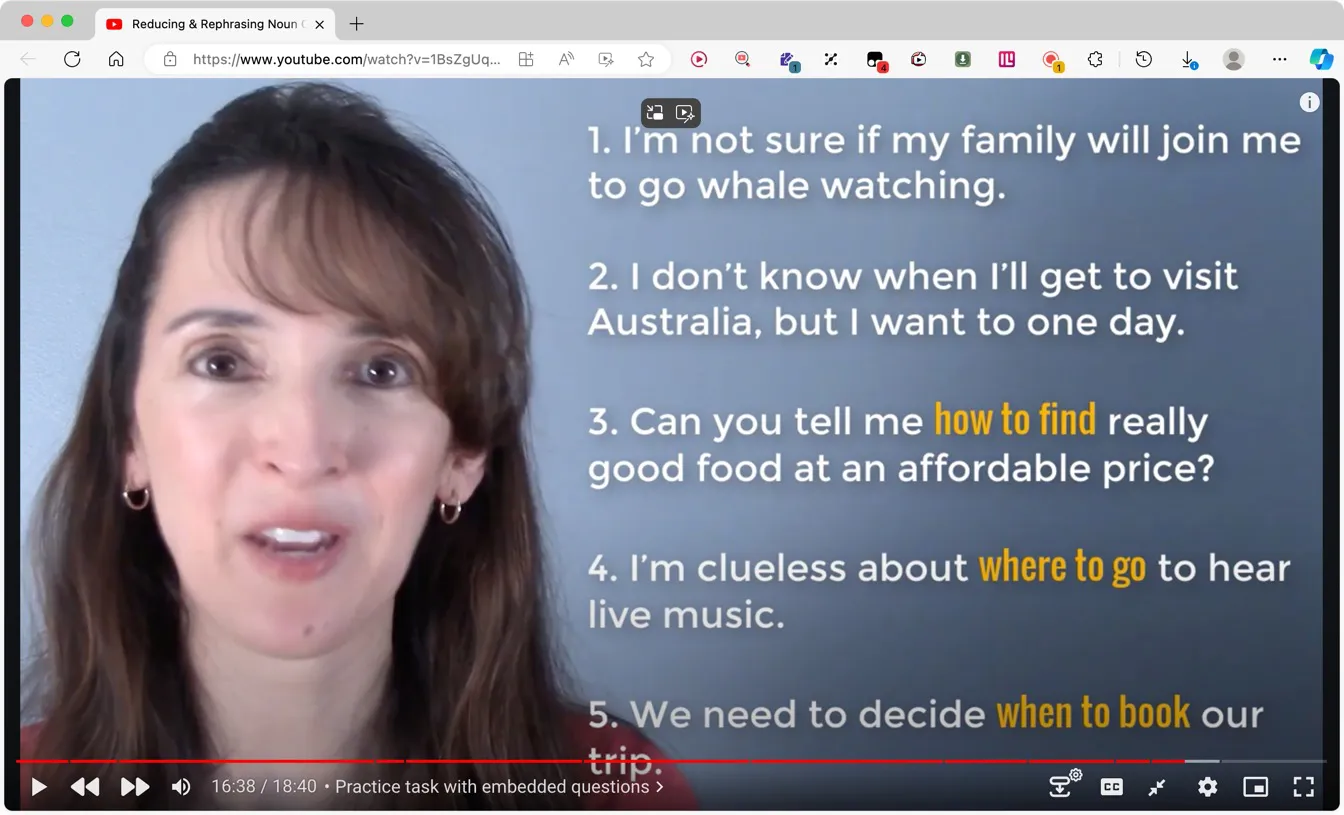 Reducing & Rephrasing Noun
https://www.youtube.com/watch?v=1BsZgUq...
1
4
1
1. I'm not sure if my family will join me
to go whale watching.
2. I don't know when I'll get to visit
Australia, but I want to one day.
3. Can you tell me how to find really
good food at an affordable price?
4. I'm clueless about where to go to hear
live music.
5. We need to decide when to book our
trip.
16:38 / 18:40 • Practice task with embedded questions >
CC